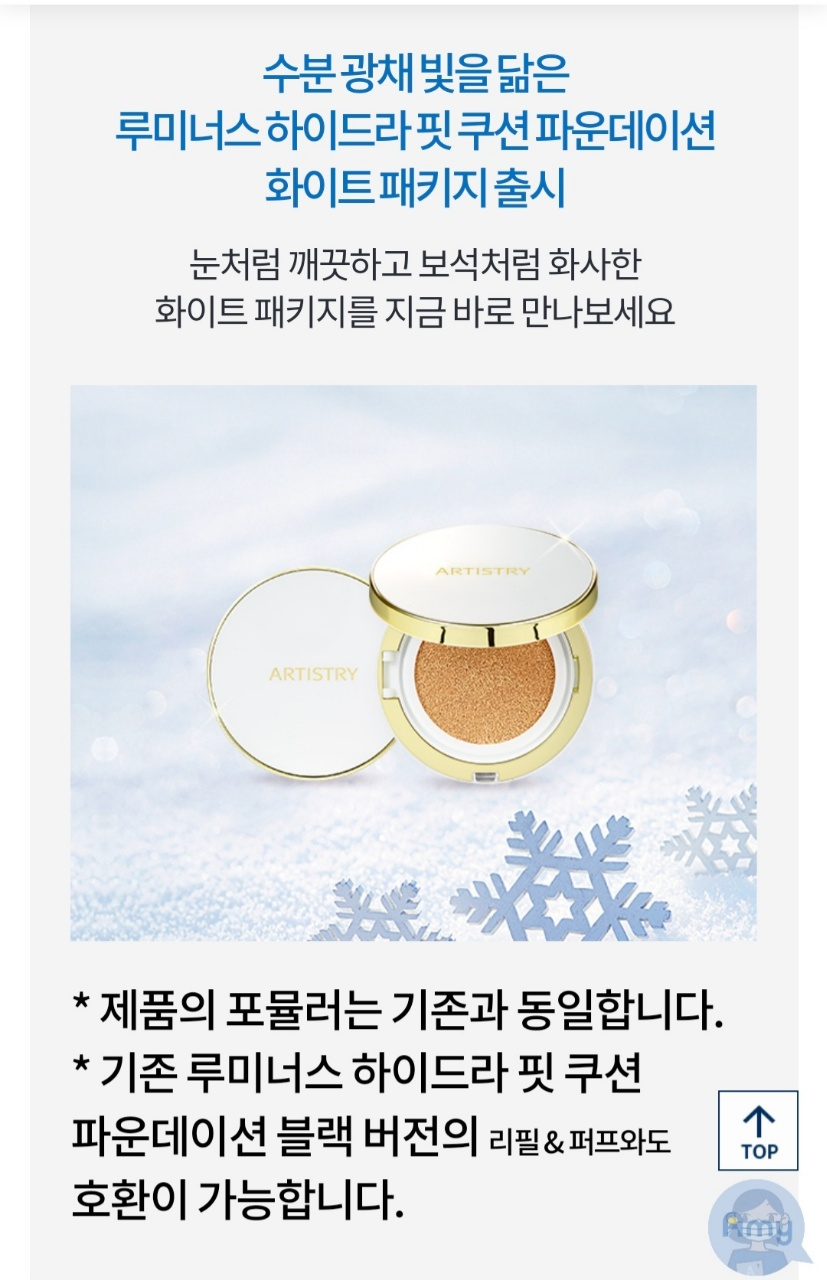 수분 광채 빛을 닮은
루미너스 하이드라 핏 쿠션 파운데이션
화이트 패키지 출시
눈처럼 깨끗하고 보석처럼 화사한
화이트 패키지를 지금 바로 만나보세요
ARTISTRY
ARTISTRY
* 제품의 포뮬러는 기존과 동일합니다.
* 기존 루미너스 하이드라 핏 쿠션
파운데이션 블랙 버전의 리필 & 퍼프와도
호환이 가능합니다.
TOP
Amy